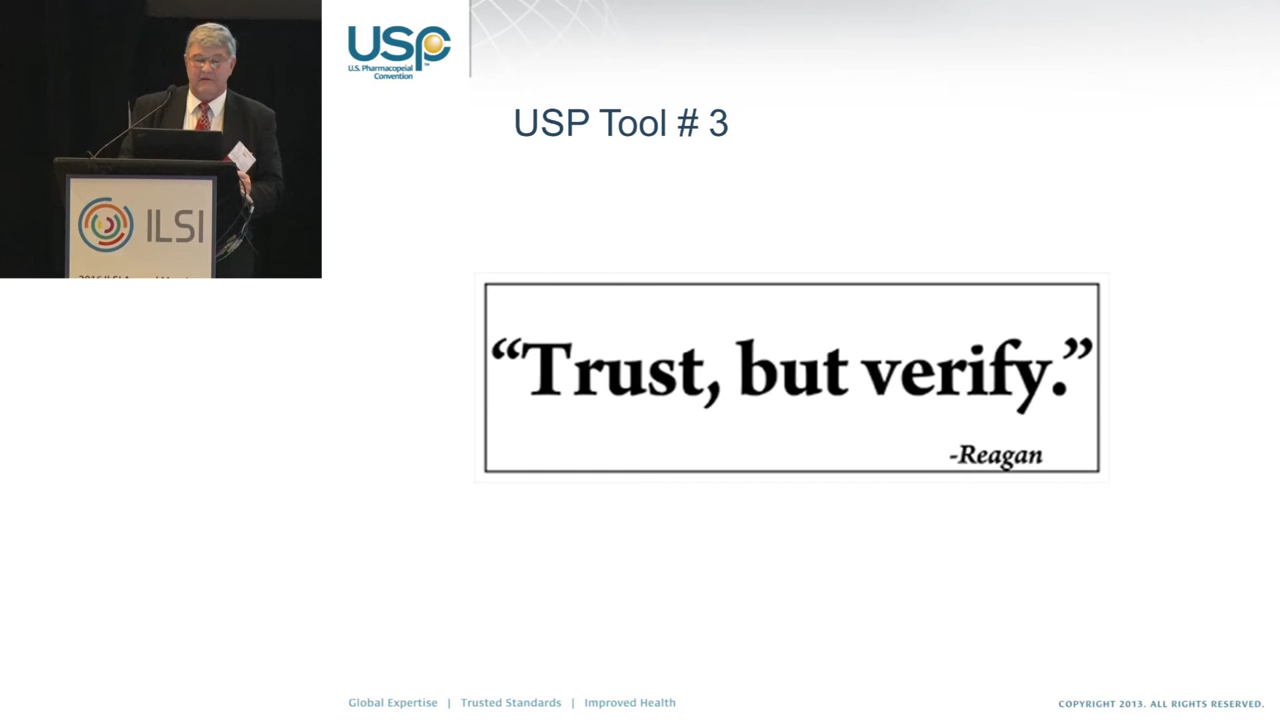 USP
U.S. Pharmacopeial
Convention
USP Tool # 3
ILSI
“Trust, but verify.”
-Reagan
Global Expertise | Trusted Standards | Improved Health
COPYRIGHT 2013. ALL RIGHTS RESERVED.